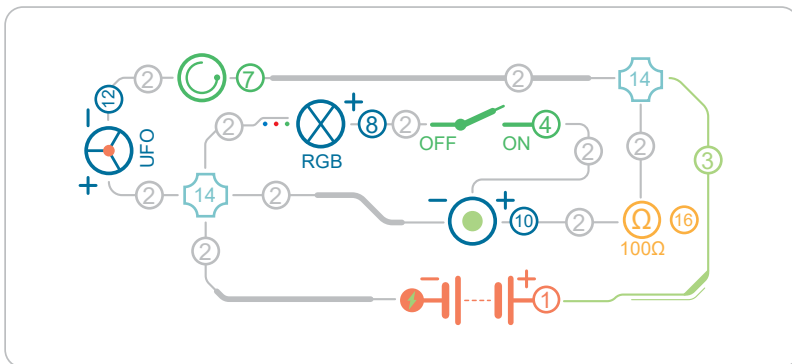 2 7 2 14
12 - UFO +
2 RGB + 8 2 OFF ON 4
2 2 3
2 14 2 - + 10 2 Ω 16
100Ω
2
- + 1